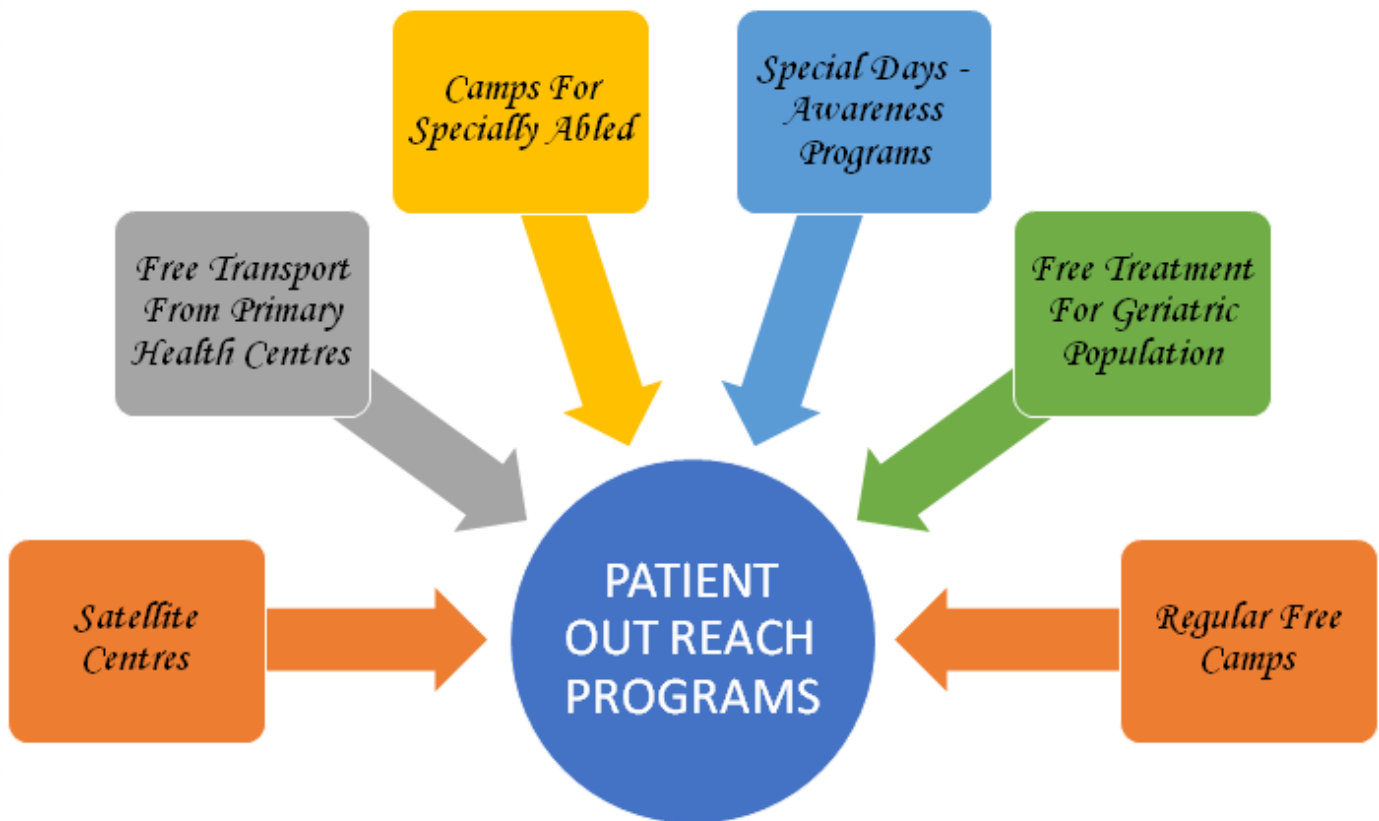 Camps For
Specially Abled
Special Days -
Awareness
Programs
Free Transport
From Primary
Health Centres
Free Treatment
For Geriatric
Population
Satellite
Centres
PATIENT
OUT REACH
PROGRAMS
Regular Free
Camps